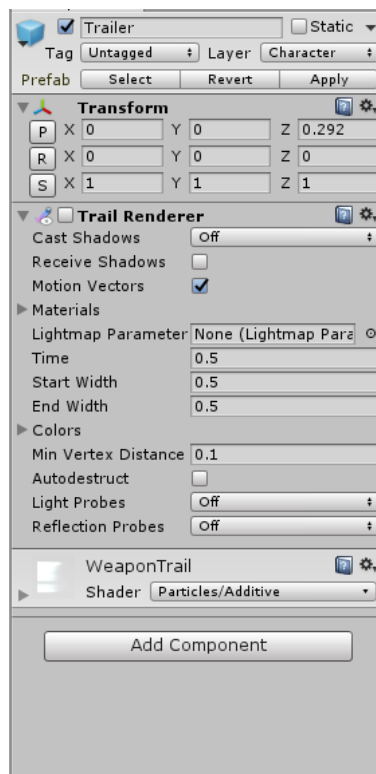 Trailer Static
Tag Untagged Layer Character
Prefab Select Revert Apply
Transform
P X 0 Y 0 Z 0.292
R X 0 Y 0 Z 0
S X 1 Y 1 Z 1
Trail Renderer
Cast Shadows Off
Receive Shadows
Motion Vectors
Materials
Lightmap Parameter None (Lightmap Para
Time 0.5
Start Width 0.5
End Width 0.5
Colors
Min Vertex Distance 0.1
Autodestruct
Light Probes Off
Reflection Probes Off
WeaponTrail
Shader Particles/Additive
Add Component